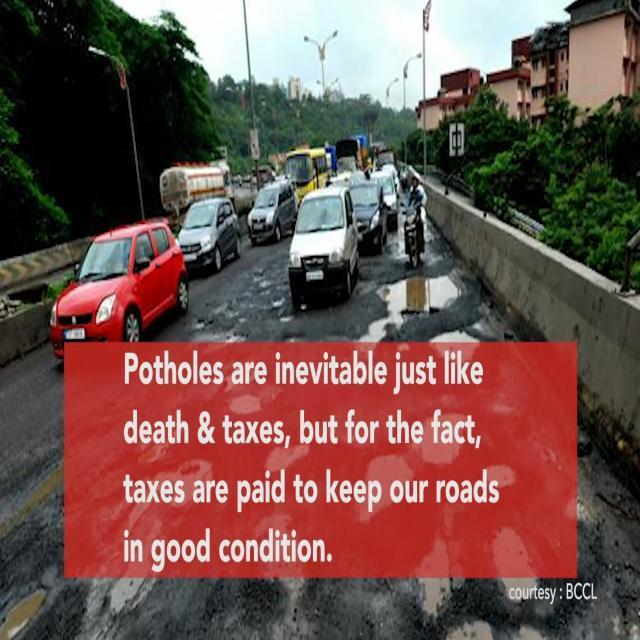 Potholes are inevitable just like
death & taxes, but for the fact,
taxes are paid to keep our roads
in good condition.
courtesy : BCCL